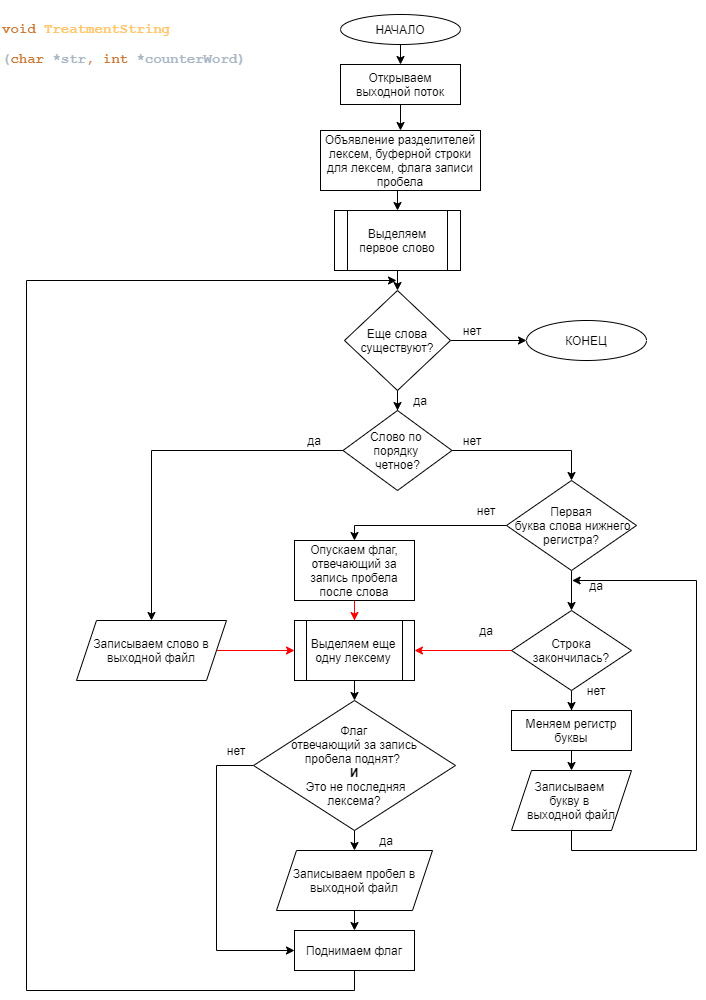 void TreatmentString
(char *str, int *counterWord)
НАЧАЛО
Открываем
выходной поток
Объявление разделителей
лексем, буферной строки
для лексем, флага записи
пробела
Выделяем
первое слово
Еще слова
существуют?
нет
КОНЕЦ
да
Слово по
порядку
четное?
да
нет
Первая
буква слова нижнего
регистра?
нет
да
Опускаем флаг,
отвечающий за
запись пробела
после слова
Записываем слово в
выходной файл
Выделяем еще
одну лексему
да
Строка
закончилась?
нет
Меняем регистр
буквы
Записываем
букву в
выходной файл
Флаг
отвечающий за запись
пробела поднят?
И
Это не последняя
лексема?
нет
да
Записываем пробел в
выходной файл
Поднимаем флаг